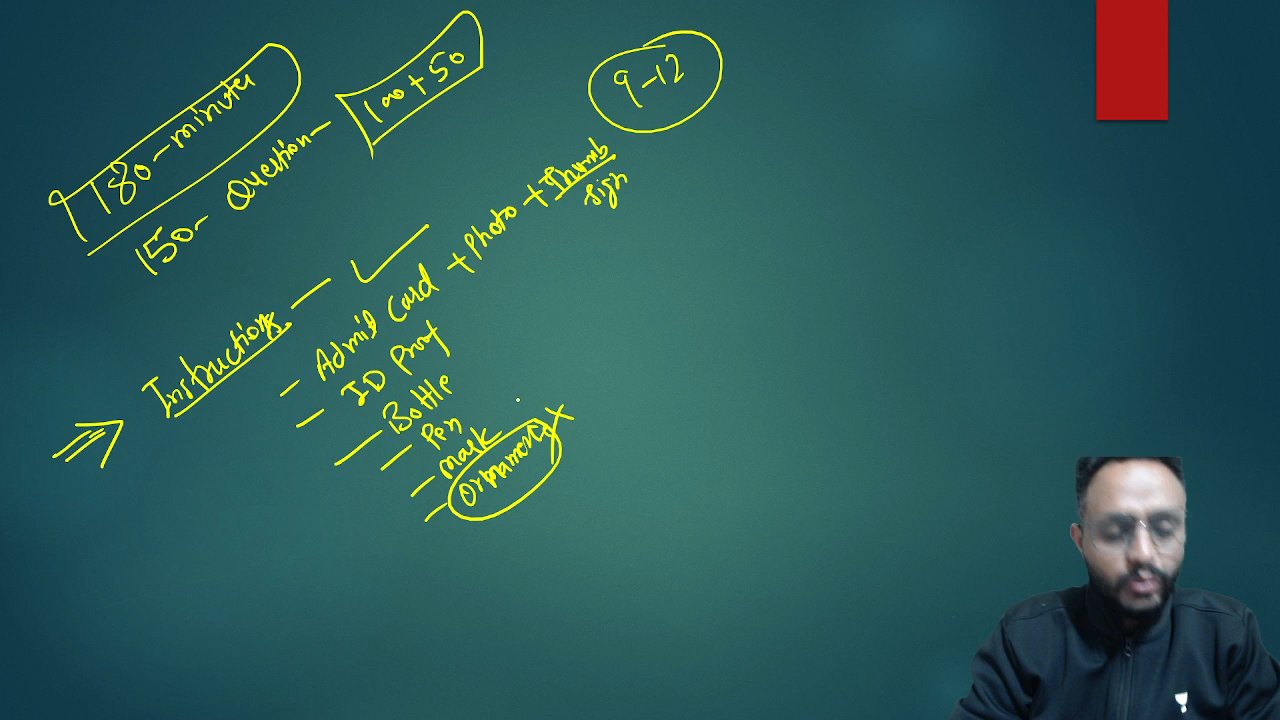 180-minutes
150- Question- 100+50
9-12
Instructions -
- Admit Card + Photo + Thumb
sign
- ID Proof
- Bottle
- Pen
- Mask
- Ornaments ×